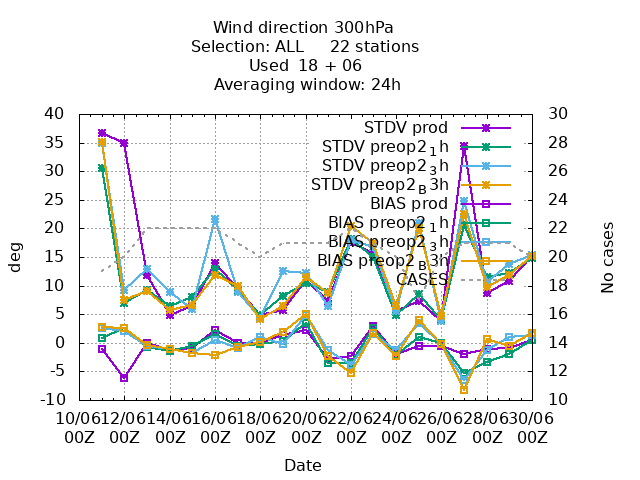 Wind direction 300hPa
Selection: ALL 22 stations
Used 18 + 06
Averaging window: 24h
40 30
35 28
30 26
25 24
20 22
15 20
10 18
5 16
0 14
-5 12
-10 10
STDV prod
STDV preop2_1h
STDV preop2_3h
STDV preop2_B3h
BIAS prod
BIAS preop2_1h
BIAS preop2_3h
BIAS preop2_B3h
CASES
deg
No cases
10/06 12/06 14/06 16/06 18/06 20/06 22/06 24/06 26/06 28/06 30/06
00Z 00Z 00Z 00Z 00Z 00Z 00Z 00Z 00Z 00Z 00Z
Date